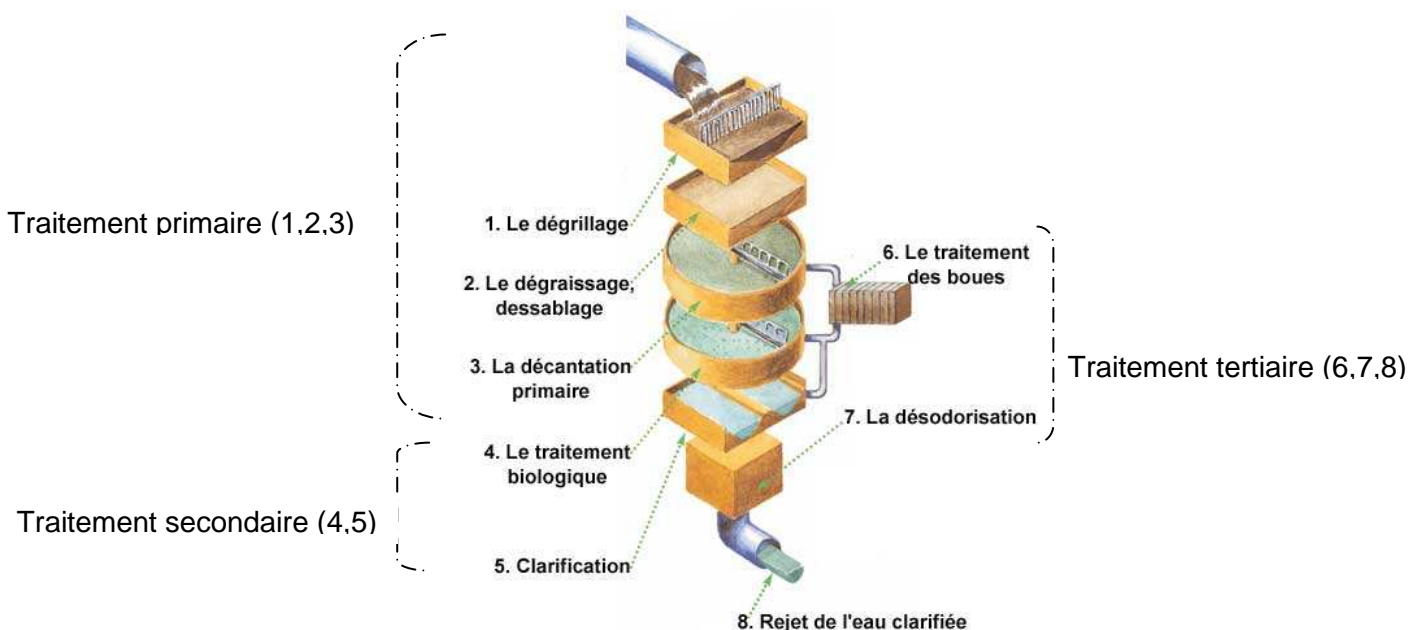 Traitement primaire (1,2,3)
1. Le dégrillage
2. Le dégraissage,
dessablage
3. La décantation
primaire
4. Le traitement
biologique
Traitement secondaire (4,5)
5. Clarification
6. Le traitement
des boues
Traitement tertiaire (6,7,8)
7. La désodorisation
8. Rejet de l'eau clarifiée